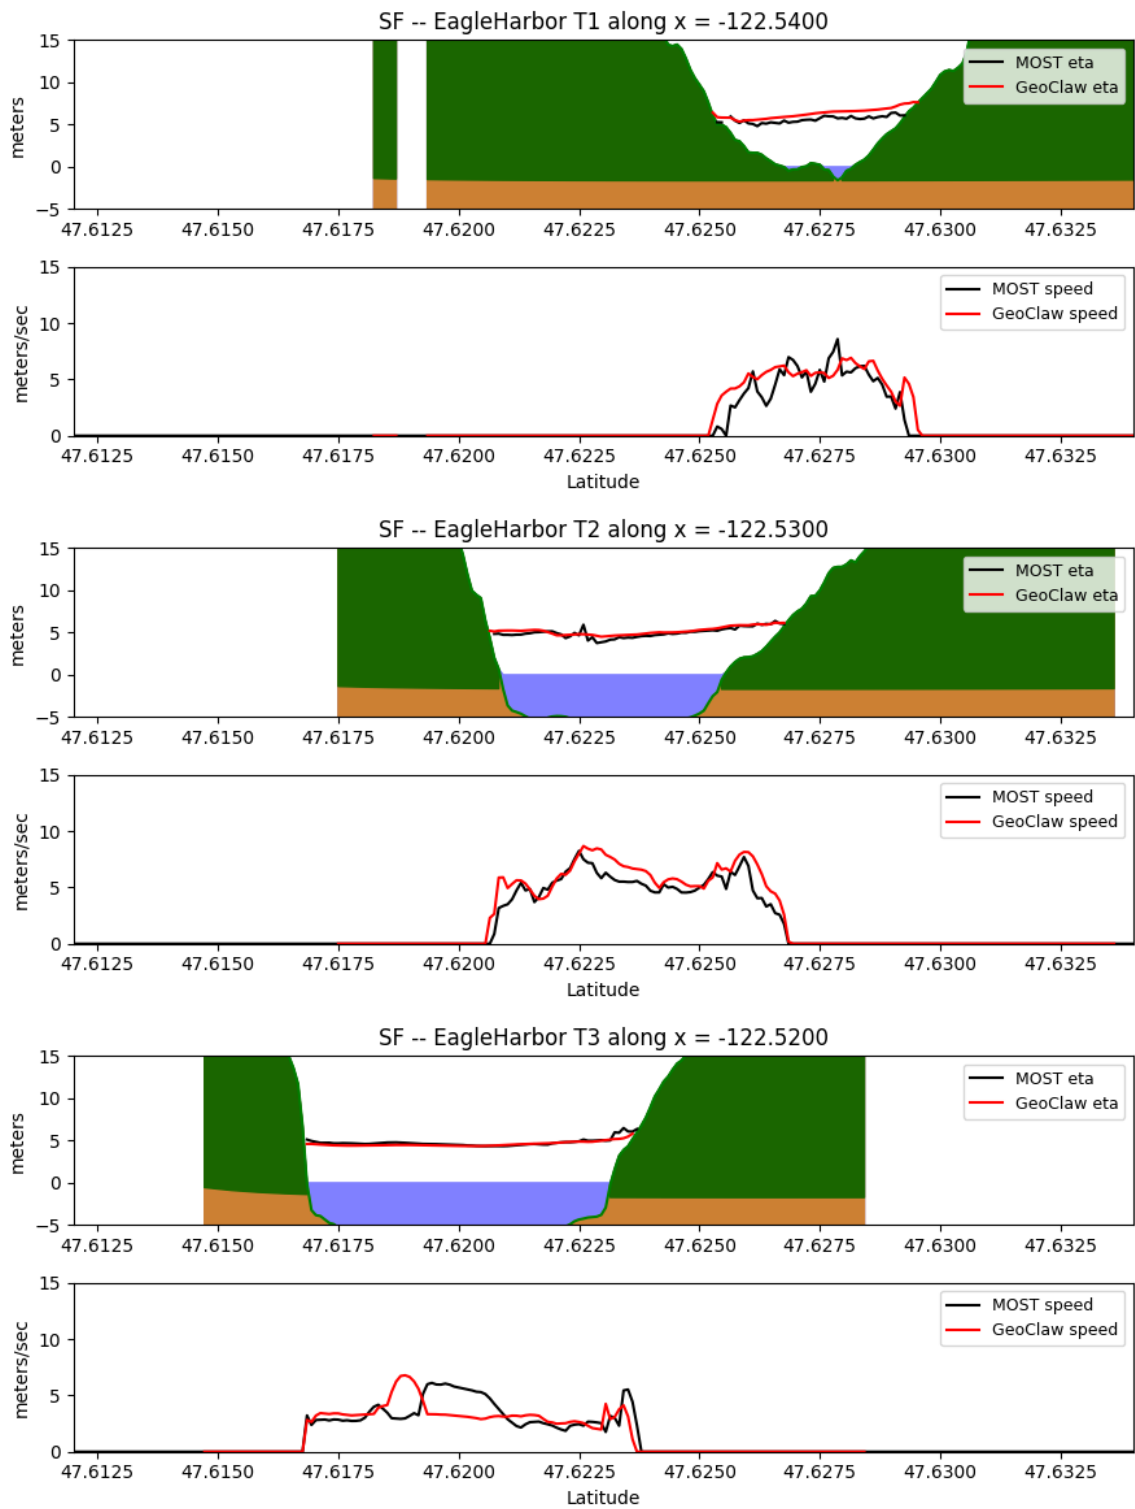 SF -- EagleHarbor T1 along x = -122.5400
15
10
5
0
−5
meters
MOST eta
GeoClaw eta
47.6125 47.6150 47.6175 47.6200 47.6225 47.6250 47.6275 47.6300 47.6325
15
10
5
0
meters/sec
MOST speed
GeoClaw speed
47.6125 47.6150 47.6175 47.6200 47.6225 47.6250 47.6275 47.6300 47.6325
Latitude
SF -- EagleHarbor T2 along x = -122.5300
15
10
5
0
−5
meters
MOST eta
GeoClaw eta
47.6125 47.6150 47.6175 47.6200 47.6225 47.6250 47.6275 47.6300 47.6325
15
10
5
0
meters/sec
MOST speed
GeoClaw speed
47.6125 47.6150 47.6175 47.6200 47.6225 47.6250 47.6275 47.6300 47.6325
Latitude
SF -- EagleHarbor T3 along x = -122.5200
15
10
5
0
−5
meters
MOST eta
GeoClaw eta
47.6125 47.6150 47.6175 47.6200 47.6225 47.6250 47.6275 47.6300 47.6325
15
10
5
0
meters/sec
MOST speed
GeoClaw speed
47.6125 47.6150 47.6175 47.6200 47.6225 47.6250 47.6275 47.6300 47.6325
Latitude